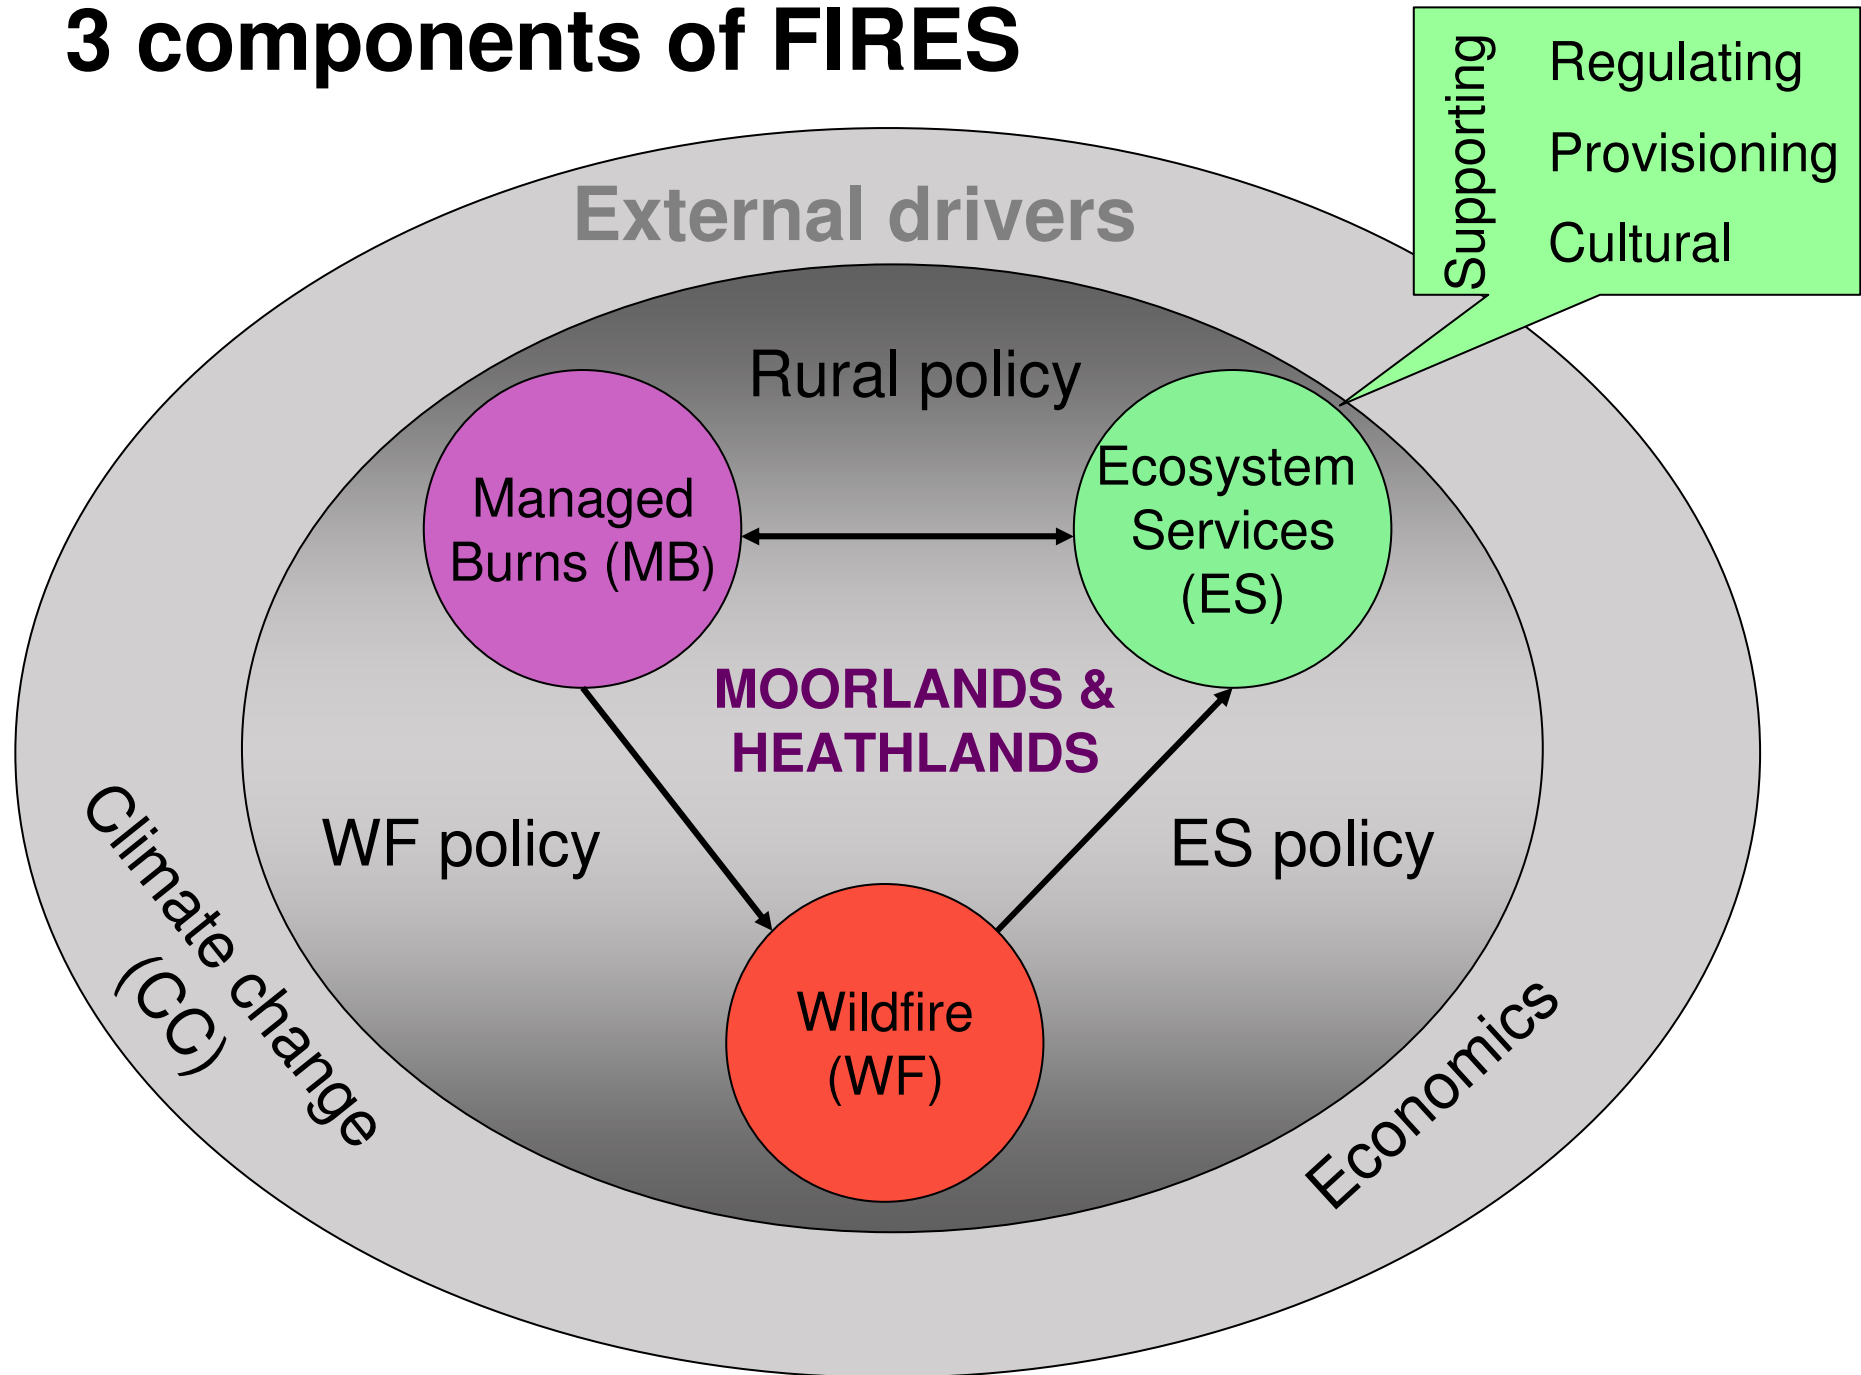 3 components of FIRES
Supporting
Regulating
Provisioning
Cultural
External drivers
Rural policy
Managed
Burns (MB)
Ecosystem
Services
(ES)
MOORLANDS &
HEATHLANDS
WF policy
ES policy
Wildfire
(WF)
Climate change
(CC)
Economics